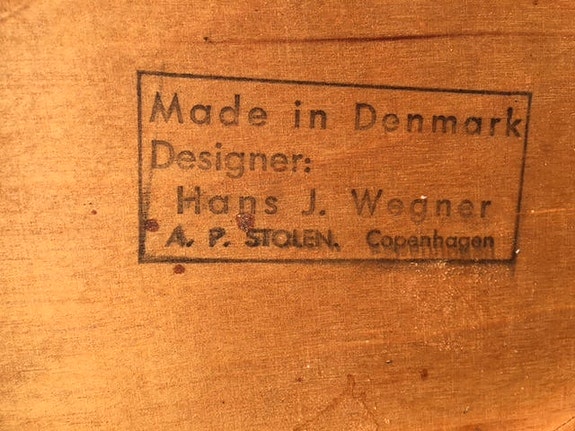 Made in Denmark
Designer:
Hans J. Wegner
A. P. STOLEN. Copenhagen